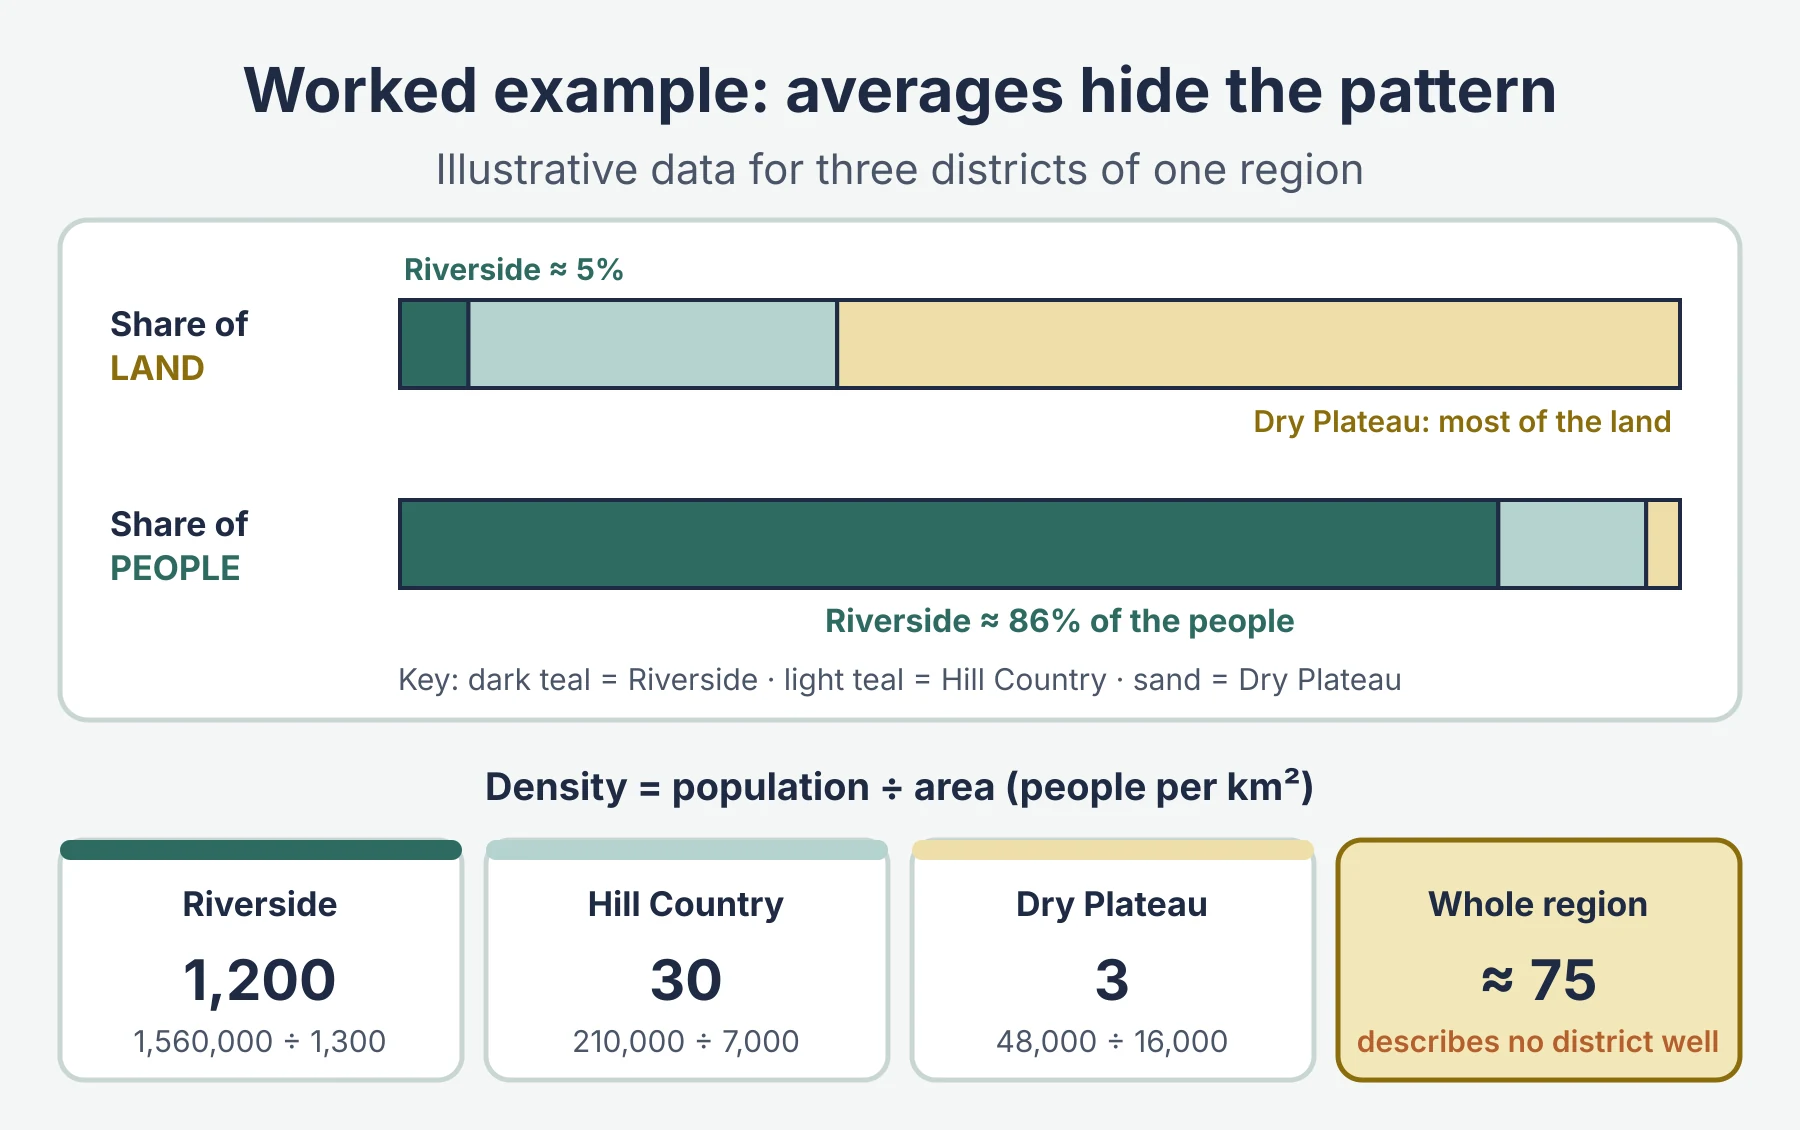 Worked example: averages hide the pattern
Illustrative data for three districts of one region
Riverside ≈ 5%
Share of
LAND
Dry Plateau: most of the land
Share of
PEOPLE
Riverside ≈ 86% of the people
Key: dark teal = Riverside · light teal = Hill Country · sand = Dry Plateau
Density = population ÷ area (people per km²)
Riverside
1,200
1,560,000 ÷ 1,300
Hill Country
30
210,000 ÷ 7,000
Dry Plateau
3
48,000 ÷ 16,000
Whole region
≈ 75
describes no district well